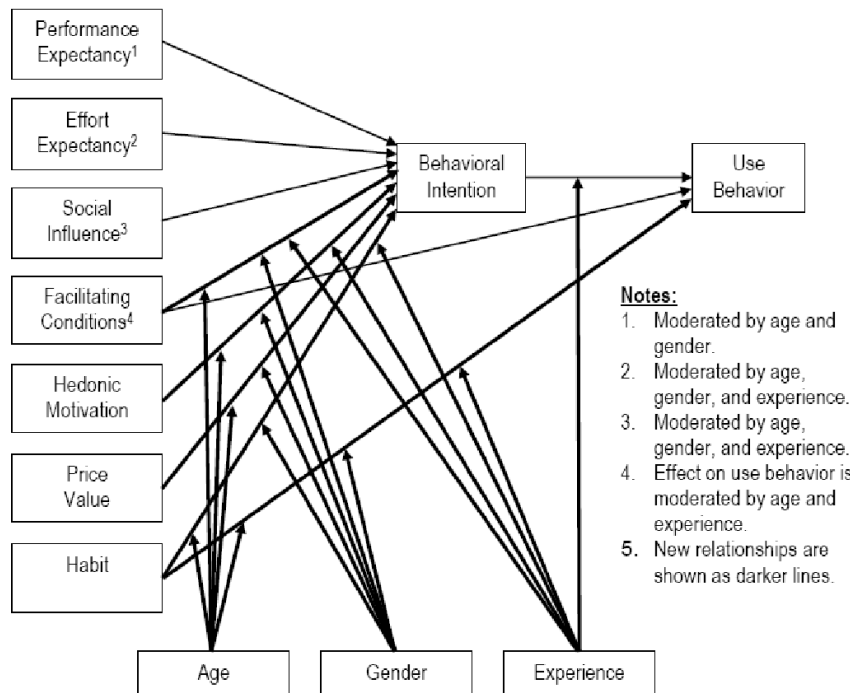 Performance
Expectancy1
Effort
Expectancy2
Social
Influence3
Facilitating
Conditions4
Hedonic
Motivation
Price
Value
Habit
Behavioral
Intention
Use
Behavior
Notes:
1. Moderated by age and
gender.
2. Moderated by age,
gender, and experience.
3. Moderated by age,
gender, and experience.
4. Effect on use behavior is
moderated by age and
experience.
5. New relationships are
shown as darker lines.
Age
Gender
Experience